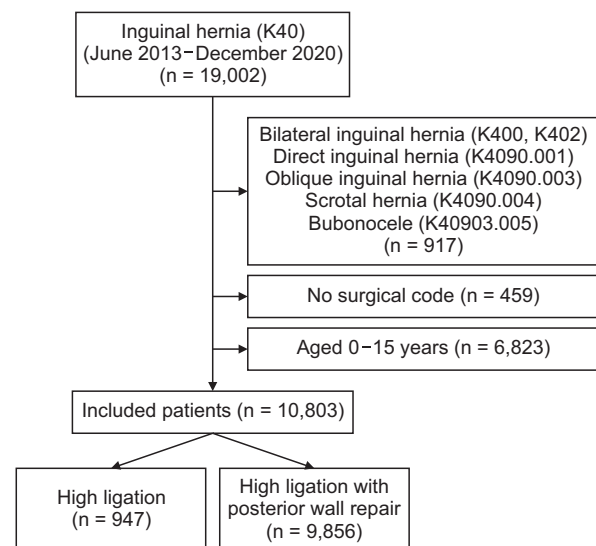 Inguinal hernia (K40)
(June 2013−December 2020)
(n = 19,002)
Bilateral inguinal hernia (K400, K402)
Direct inguinal hernia (K4090.001)
Oblique inguinal hernia (K4090.003)
Scrotal hernia (K4090.004)
Bubonocele (K40903.005)
(n = 917)
No surgical code (n = 459)
Aged 0−15 years (n = 6,823)
Included patients (n = 10,803)
High ligation
(n = 947)
High ligation with
posterior wall repair
(n = 9,856)